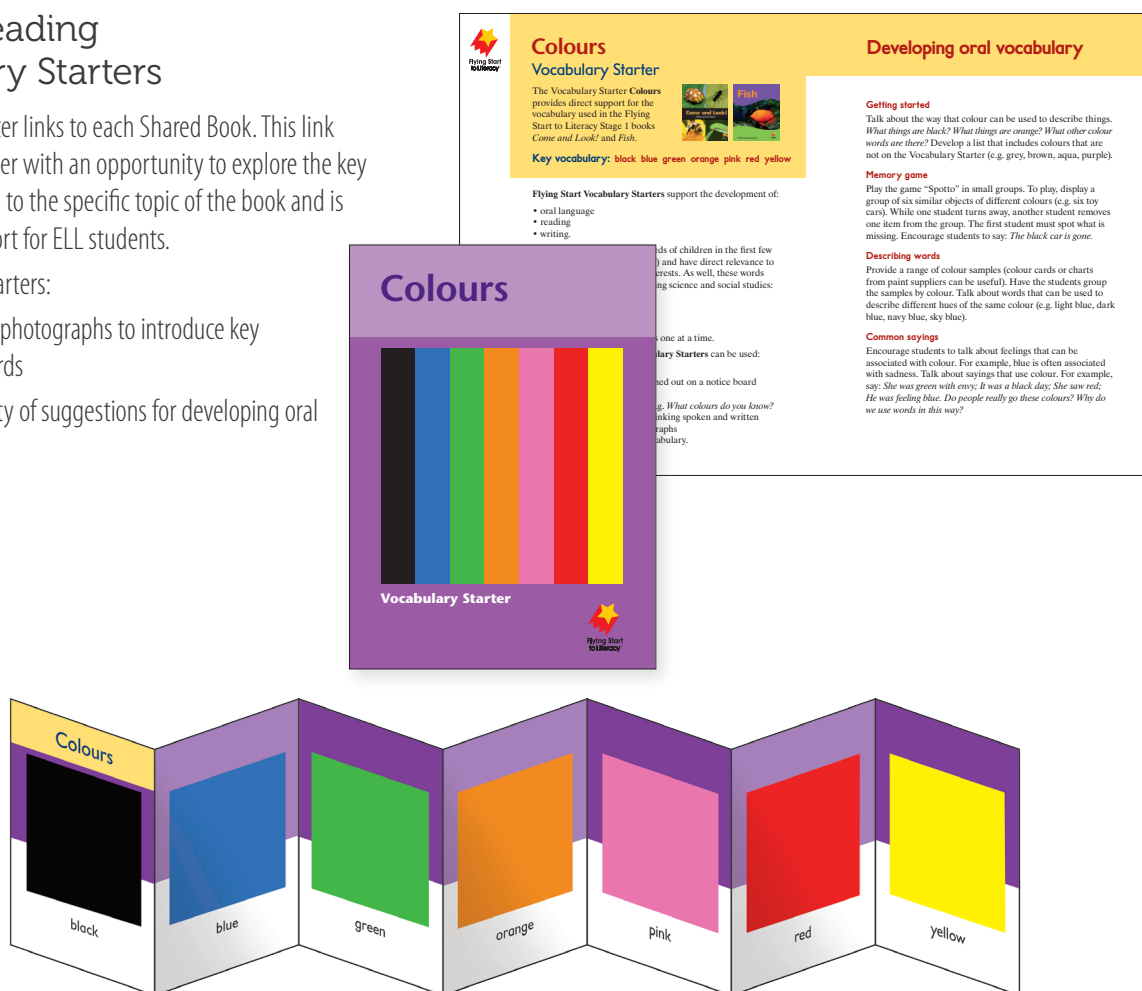 eading
ry Starters
ter links to each Shared Book. This link
er with an opportunity to explore the key
to the specific topic of the book and is
ort for ELL students.
arters:
photographs to introduce key
rds
ty of suggestions for developing oral
Flying Start
to Literacy
Colours
Vocabulary Starter
The Vocabulary Starter Colours
provides direct support for the
vocabulary used in the Flying
Start to Literacy Stage 1 books
Come and Look! and Fish.
Come and Look!
Fish
Key vocabulary: black blue green orange pink red yellow
Flying Start Vocabulary Starters support the development of:
• oral language
• reading
• writing.
eds of children in the first few
) and have direct relevance to
erests. As well, these words
ng science and social studies:
one at a time.
lary Starters can be used:
ned out on a notice board
g. What colours do you know?
inking spoken and written
raphs
abulary.
Developing oral vocabulary
Getting started
Talk about the way that colour can be used to describe things.
What things are black? What things are orange? What other colour
words are there? Develop a list that includes colours that are
not on the Vocabulary Starter (e.g. grey, brown, aqua, purple).
Memory game
Play the game “Spotto” in small groups. To play, display a
group of six similar objects of different colours (e.g. six toy
cars). While one student turns away, another student removes
one item from the group. The first student must spot what is
missing. Encourage students to say: The black car is gone.
Describing words
Provide a range of colour samples (colour cards or charts
from paint suppliers can be useful). Have the students group
the samples by colour. Talk about words that can be used to
describe different hues of the same colour (e.g. light blue, dark
blue, navy blue, sky blue).
Common sayings
Encourage students to talk about feelings that can be
associated with colour. For example, blue is often associated
with sadness. Talk about sayings that use colour. For example,
say: She was green with envy; It was a black day; She saw red;
He was feeling blue. Do people really go these colours? Why do
we use words in this way?
Colours
Vocabulary Starter
Flying Start
to Literacy
Colours
black
blue
green
orange
pink
red
yellow